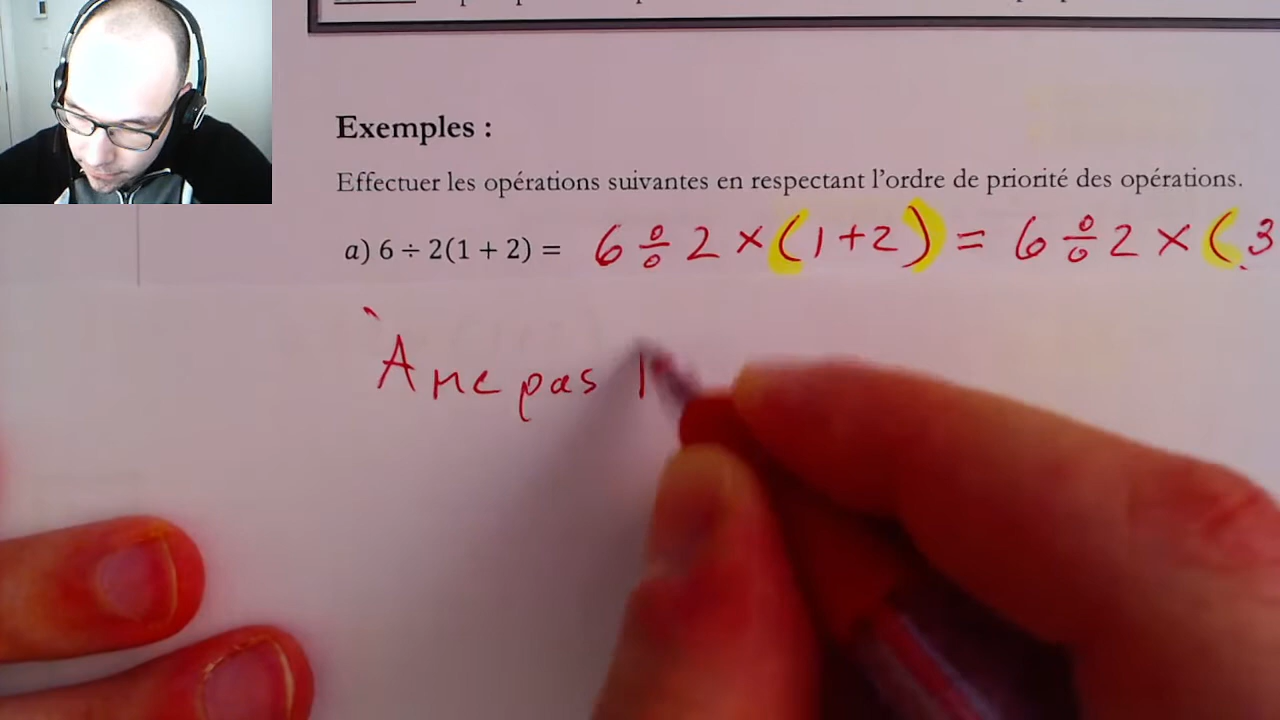 Exemples :
Effectuer les opérations suivantes en respectant l’ordre de priorité des opérations.
a) 6 ÷ 2(1 + 2) = 6 ÷ 2 × (1+2) = 6 ÷ 2 × (3
À ne pas